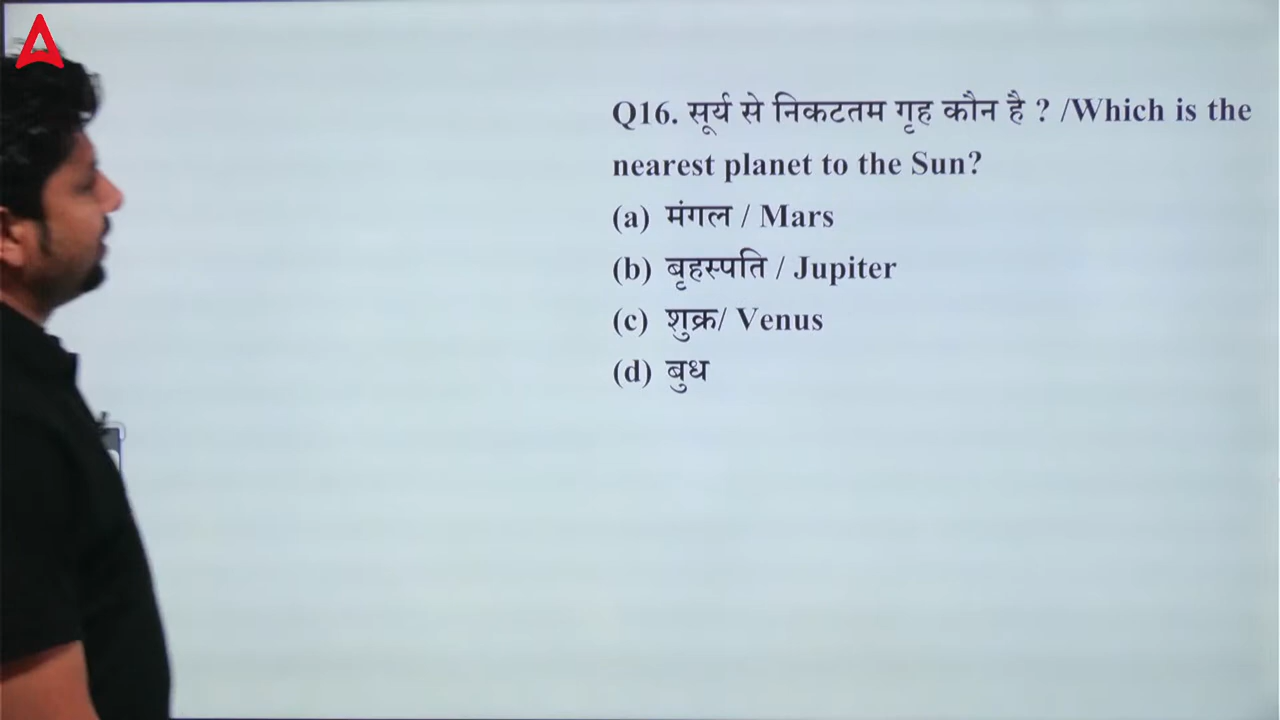 Q16. सूर्य से निकटतम गृह कौन है ? /Which is the
nearest planet to the Sun?
(a) मंगल / Mars
(b) बृहस्पति / Jupiter
(c) शुक्र/ Venus
(d) बुध